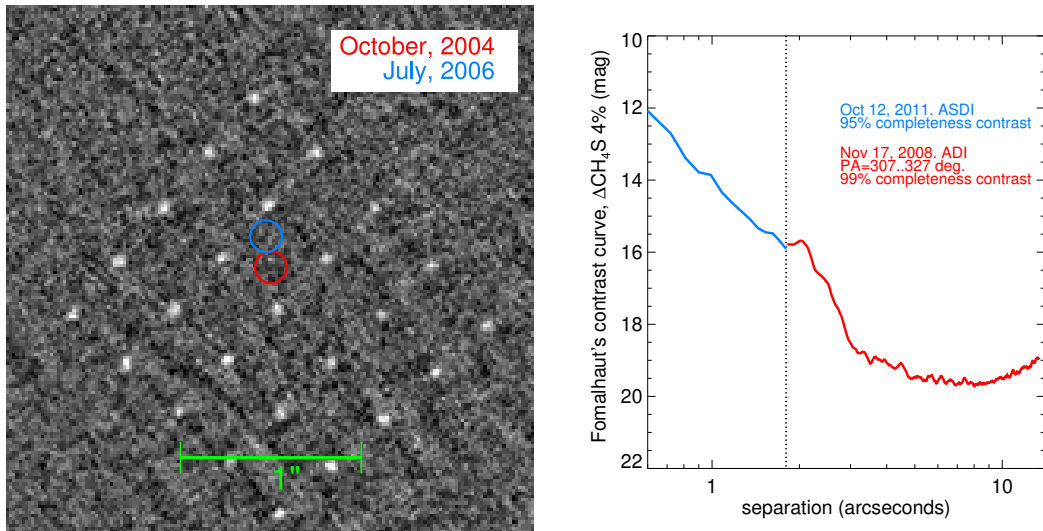 October, 2004
July, 2006
1"
Fomalhaut's contrast curve, ΔCH₄S 4% (mag)
10
12
14
16
18
20
22
Oct 12, 2011. ASDI
95% completeness contrast
Nov 17, 2008. ADI
PA=307..327 deg.
99% completeness contrast
1
10
separation (arcseconds)